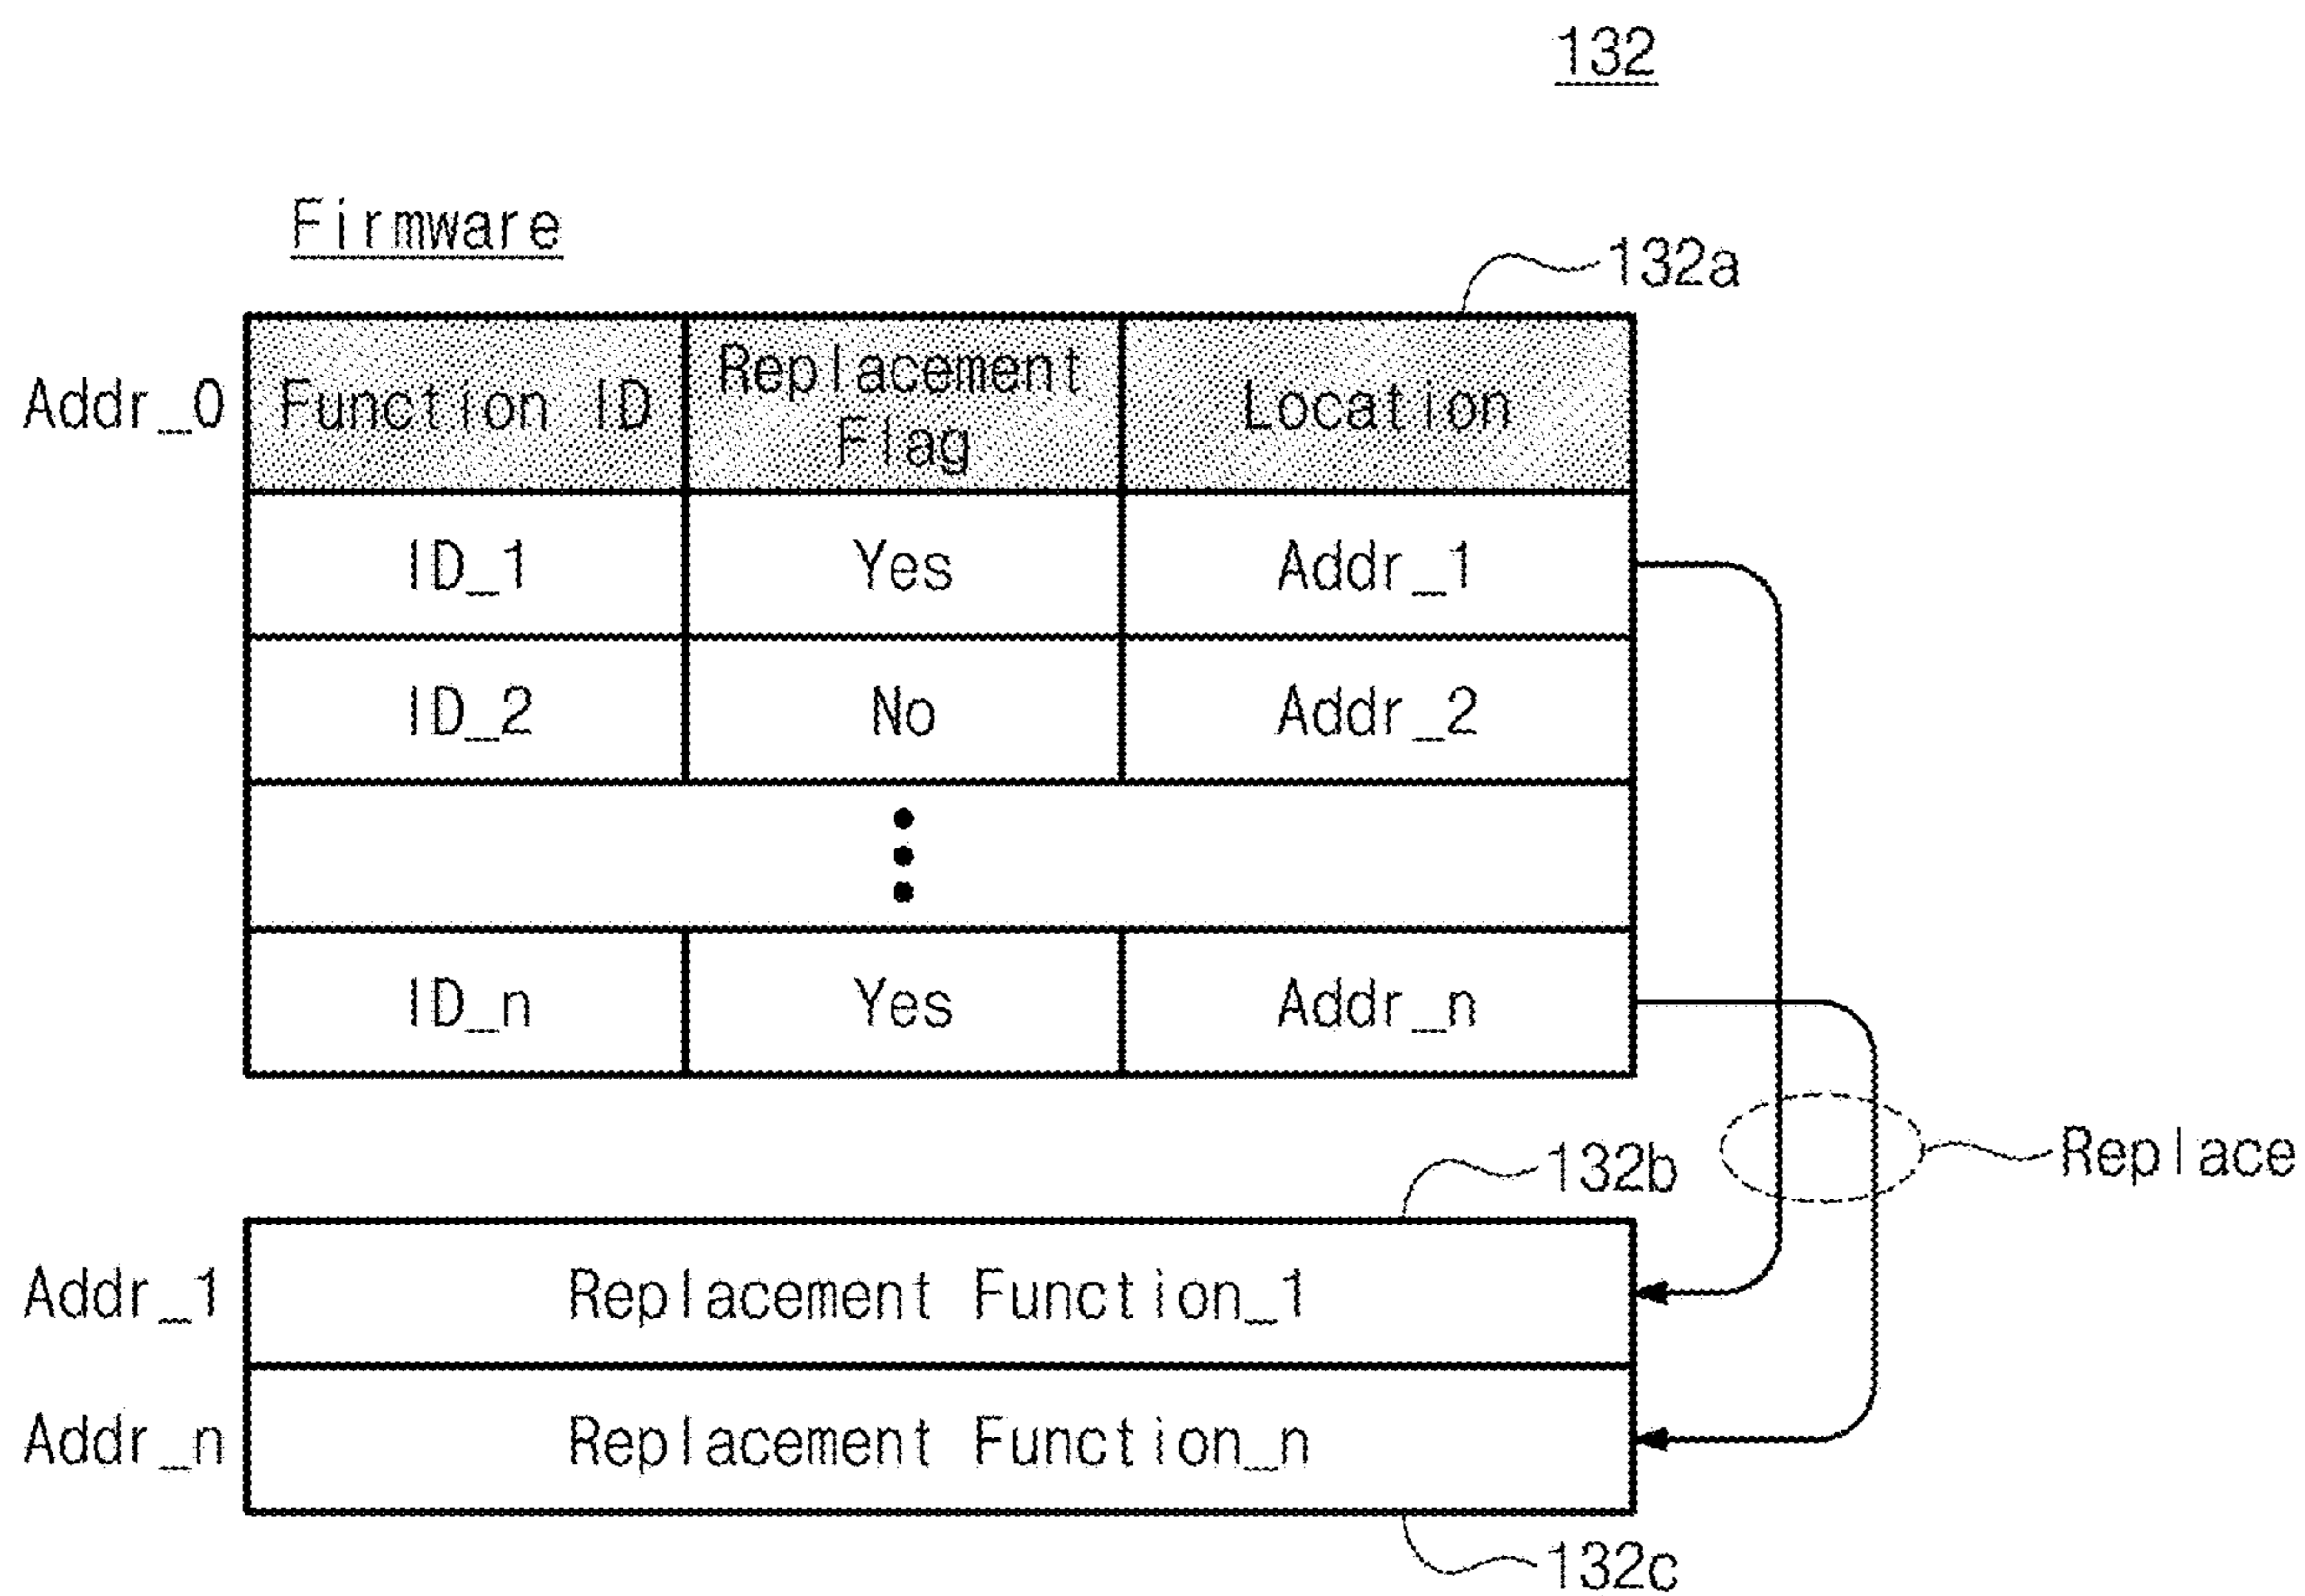 132
Firmware
132a
Addr_0
Function ID
Replacement
Flag
Location
ID_1
Yes
Addr_1
ID_2
No
Addr_2
ID_n
Yes
Addr_n
Replace
132b
Addr_1
Replacement Function_1
Addr_n
Replacement Function_n
132c